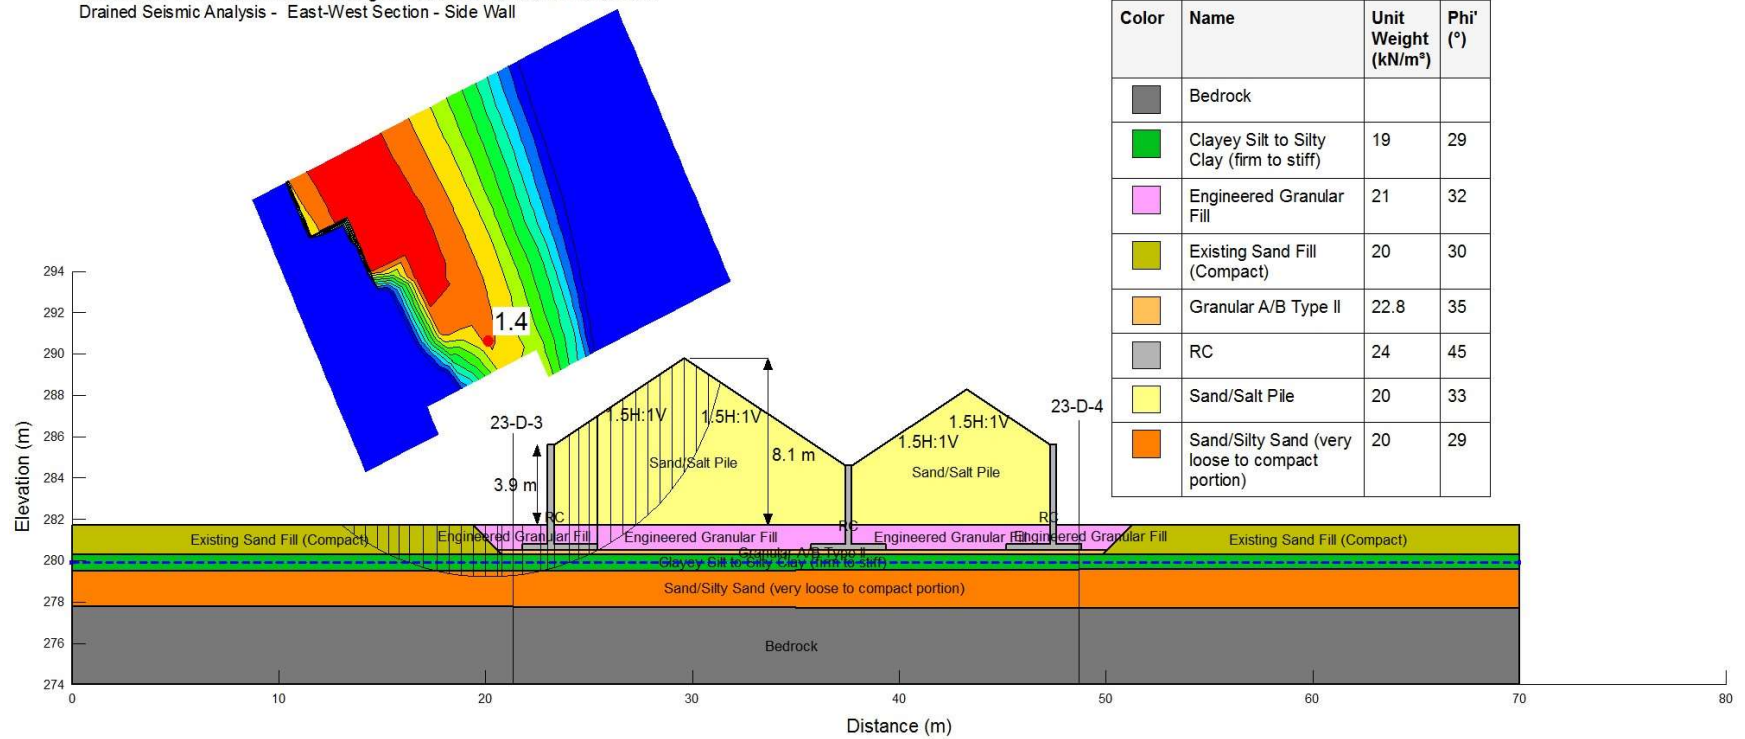 Drained Seismic Analysis - East-West Section - Side Wall
Color Name Unit Weight (kN/m³) Phi' (°)
Bedrock
Clayey Silt to Silty Clay (firm to stiff) 19 29
Engineered Granular Fill 21 32
Existing Sand Fill (Compact) 20 30
Granular A/B Type II 22.8 35
RC 24 45
Sand/Salt Pile 20 33
Sand/Silty Sand (very loose to compact portion) 20 29
1.4
Elevation (m)
294
292
290
288
286
284
282
280
278
276
274
23-D-3
23-D-4
1.5H:1V
1.5H:1V
1.5H:1V
1.5H:1V
8.1 m
3.9 m
Sand/Salt Pile
Sand/Salt Pile
RC
RC
RC
Existing Sand Fill (Compact)
Engineered Granular Fill
Engineered Granular Fill
Engineered Granular Fill
Engineered Granular Fill
Existing Sand Fill (Compact)
Granular A/B Type II
Clayey Silt to Silty Clay (firm to stiff)
Sand/Silty Sand (very loose to compact portion)
Bedrock
0 10 20 30 40 50 60 70 80
Distance (m)